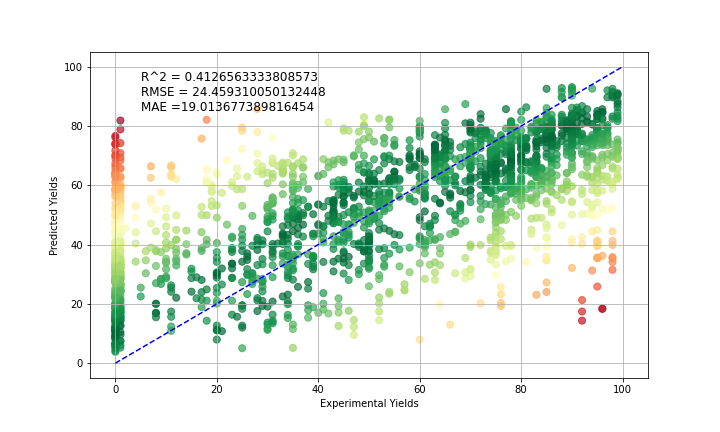 R^2 = 0.4126563333808573
RMSE = 24.459310050132448
MAE =19.013677389816454
100
80
60
40
20
0
Predicted Yields
0 20 40 60 80 100
Experimental Yields